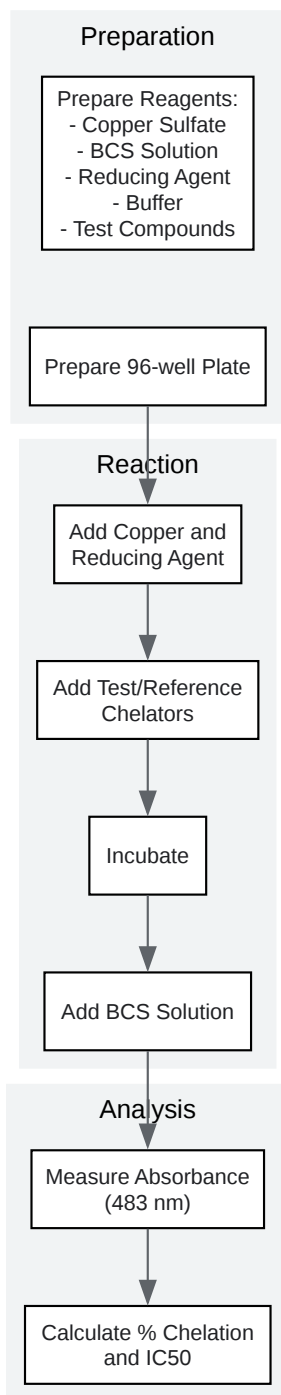 Preparation
Prepare Reagents:
- Copper Sulfate
- BCS Solution
- Reducing Agent
- Buffer
- Test Compounds
Prepare 96-well Plate
Reaction
Add Copper and
Reducing Agent
Add Test/Reference
Chelators
Incubate
Add BCS Solution
Analysis
Measure Absorbance
(483 nm)
Calculate % Chelation
and IC50